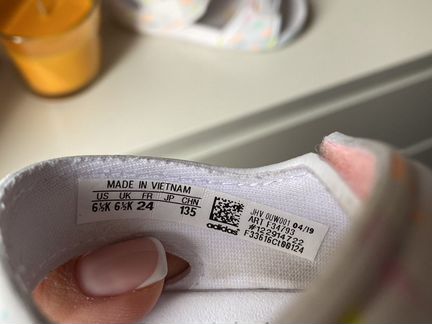 MADE IN VIETNAM
US UK FR JP CHN
6½K 6½K 24 135
adidas
JHV 0UW001 04/19
ART F34793
#122914722
F33616C100124